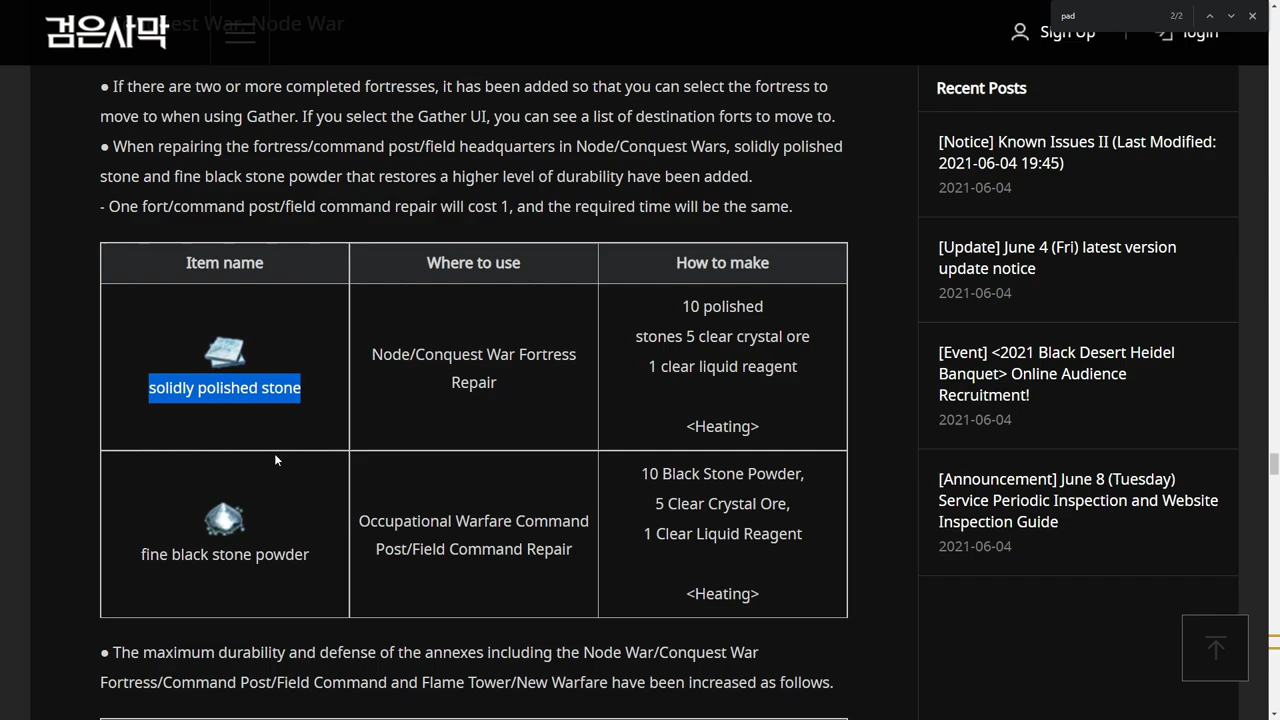 Conquest War, Node War
검은사막
pad
2/2
Sign Up
login
● If there are two or more completed fortresses, it has been added so that you can select the fortress to
move to when using Gather. If you select the Gather UI, you can see a list of destination forts to move to.
● When repairing the fortress/command post/field headquarters in Node/Conquest Wars, solidly polished
stone and fine black stone powder that restores a higher level of durability have been added.
- One fort/command post/field command repair will cost 1, and the required time will be the same.
Item name
Where to use
How to make
solidly polished stone
Node/Conquest War Fortress
Repair
10 polished
stones 5 clear crystal ore
1 clear liquid reagent
<Heating>
fine black stone powder
Occupational Warfare Command
Post/Field Command Repair
10 Black Stone Powder,
5 Clear Crystal Ore,
1 Clear Liquid Reagent
<Heating>
● The maximum durability and defense of the annexes including the Node War/Conquest War
Fortress/Command Post/Field Command and Flame Tower/New Warfare have been increased as follows.
Recent Posts
[Notice] Known Issues II (Last Modified:
2021-06-04 19:45)
2021-06-04
[Update] June 4 (Fri) latest version
update notice
2021-06-04
[Event] <2021 Black Desert Heidel
Banquet> Online Audience
Recruitment!
2021-06-04
[Announcement] June 8 (Tuesday)
Service Periodic Inspection and Website
Inspection Guide
2021-06-04